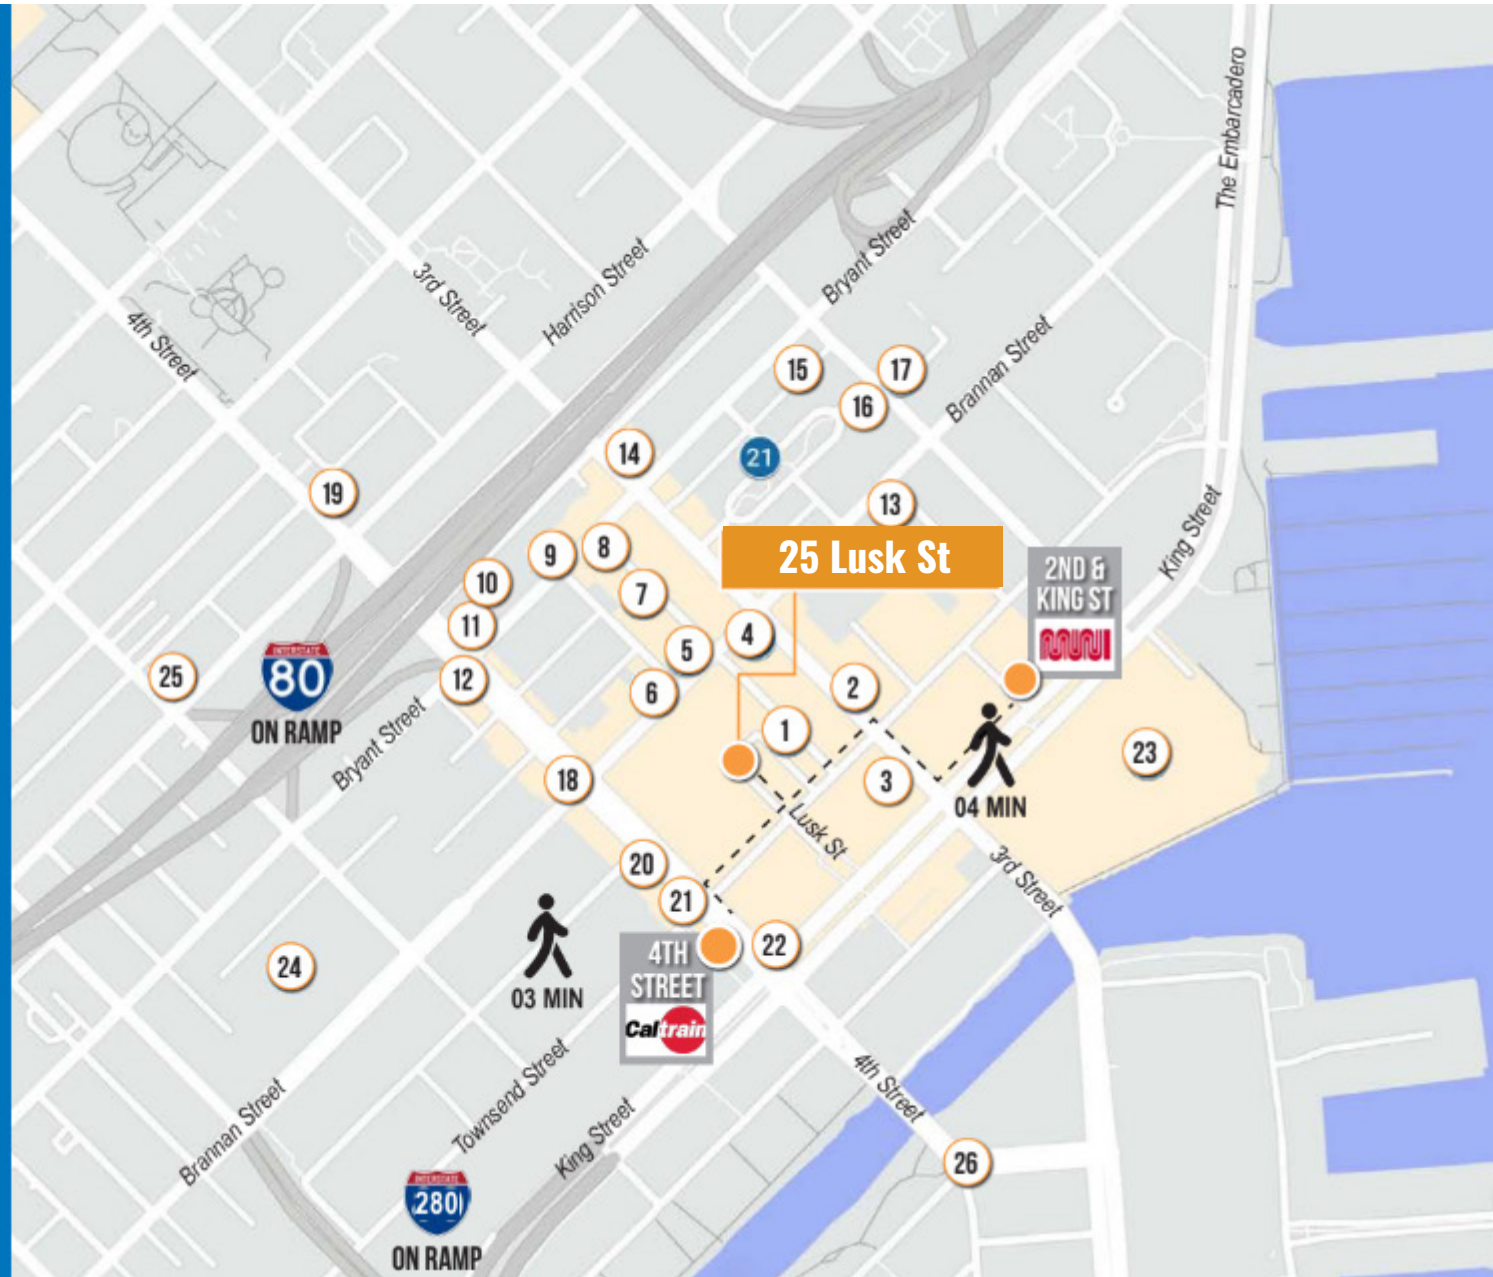 The Embarcadero
Bryant Street
Harrison Street
3rd Street
4th Street
Brannan Street
15
17
16
14
21
19
13
King Street
25 Lusk St
9
8
10
7
11
4
5
12
6
2
1
3
2ND &
KING ST
MUNI
INTERSTATE
80
ON RAMP
25
Bryant Street
18
23
04 MIN
Lusk St
3rd Street
20
21
22
24
03 MIN
4TH
STREET
Caltrain
4th Street
Townsend Street
King Street
Brannan Street
26
INTERSTATE
280
ON RAMP